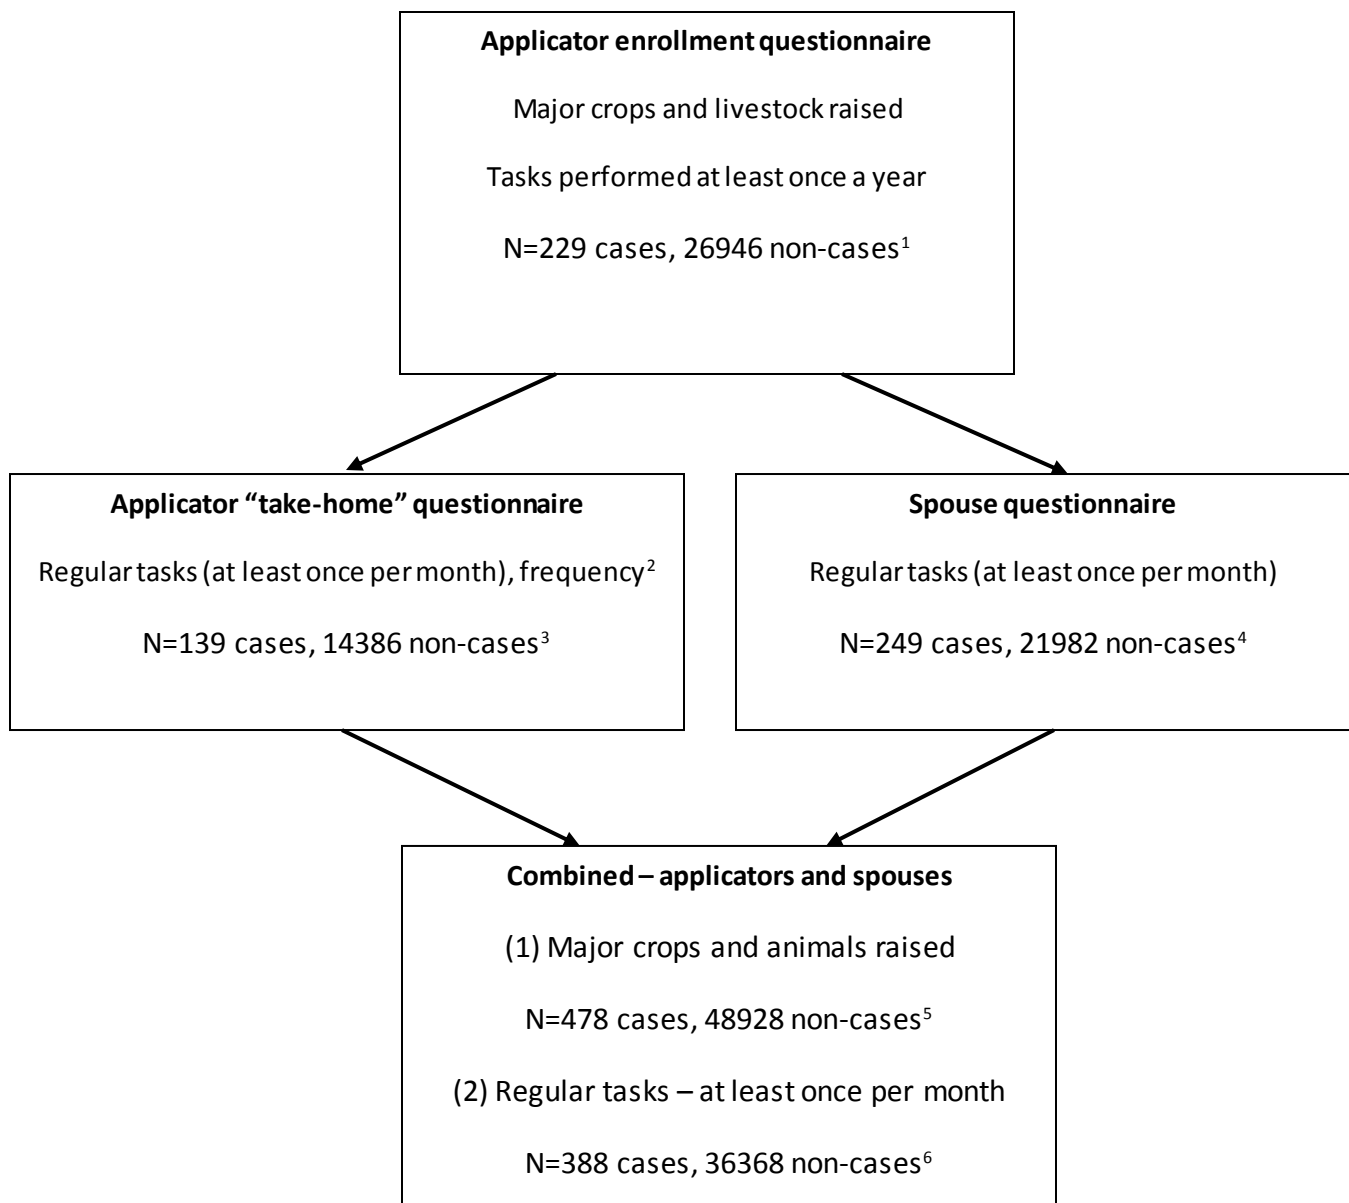 Applicator enrollment questionnaire
Major crops and livestock raised
Tasks performed at least once a year
N=229 cases, 26946 non-cases¹
Applicator “take-home” questionnaire
Regular tasks (at least once per month), frequency²
N=139 cases, 14386 non-cases³
Spouse questionnaire
Regular tasks (at least once per month)
N=249 cases, 21982 non-cases⁴
Combined – applicators and spouses
(1) Major crops and animals raised
N=478 cases, 48928 non-cases⁵
(2) Regular tasks – at least once per month
N=388 cases, 36368 non-cases⁶